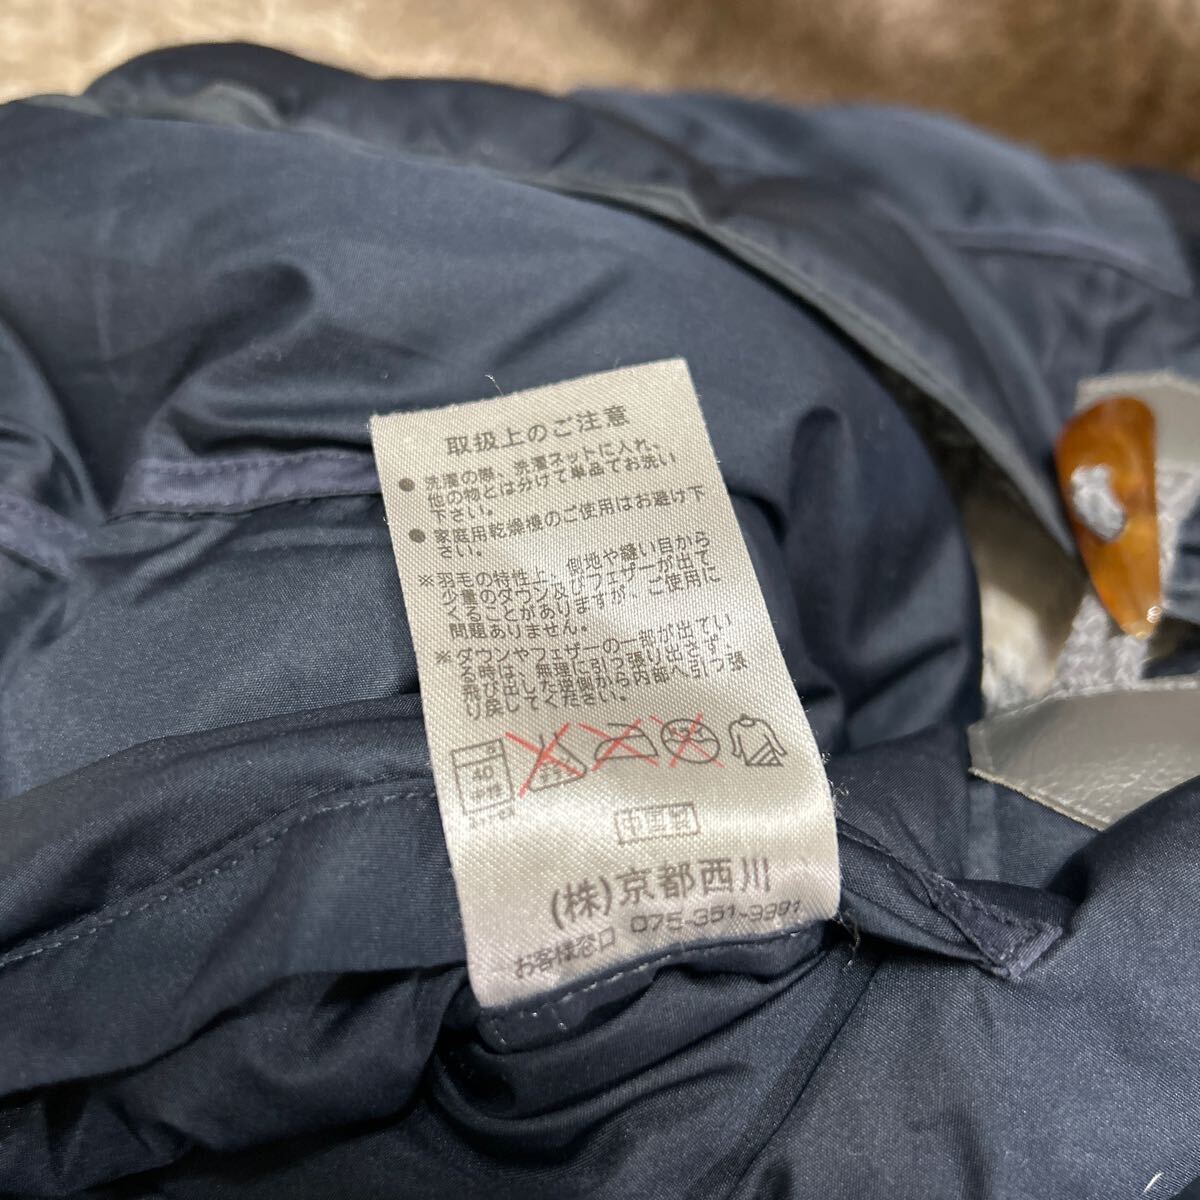 取扱上のご注意
●洗濯の際、洗濯ネットに入れ、
他の物とは分けて単品でお洗い
下さい。
●家庭用乾燥機のご使用はお避け下
さい。
※羽毛の特性上、側地や縫い目から
少量のダウン及びフェザーが出て
くることがありますが、ご使用に
問題ありません。
※ダウンやフェザーの一部が出てい
る時は、無理に引っ張り出さず、
飛び出した反対側から内部へ引っ張
り戻してください。
40
中国製
(株)京都西川
お客様窓口 075-351-3391